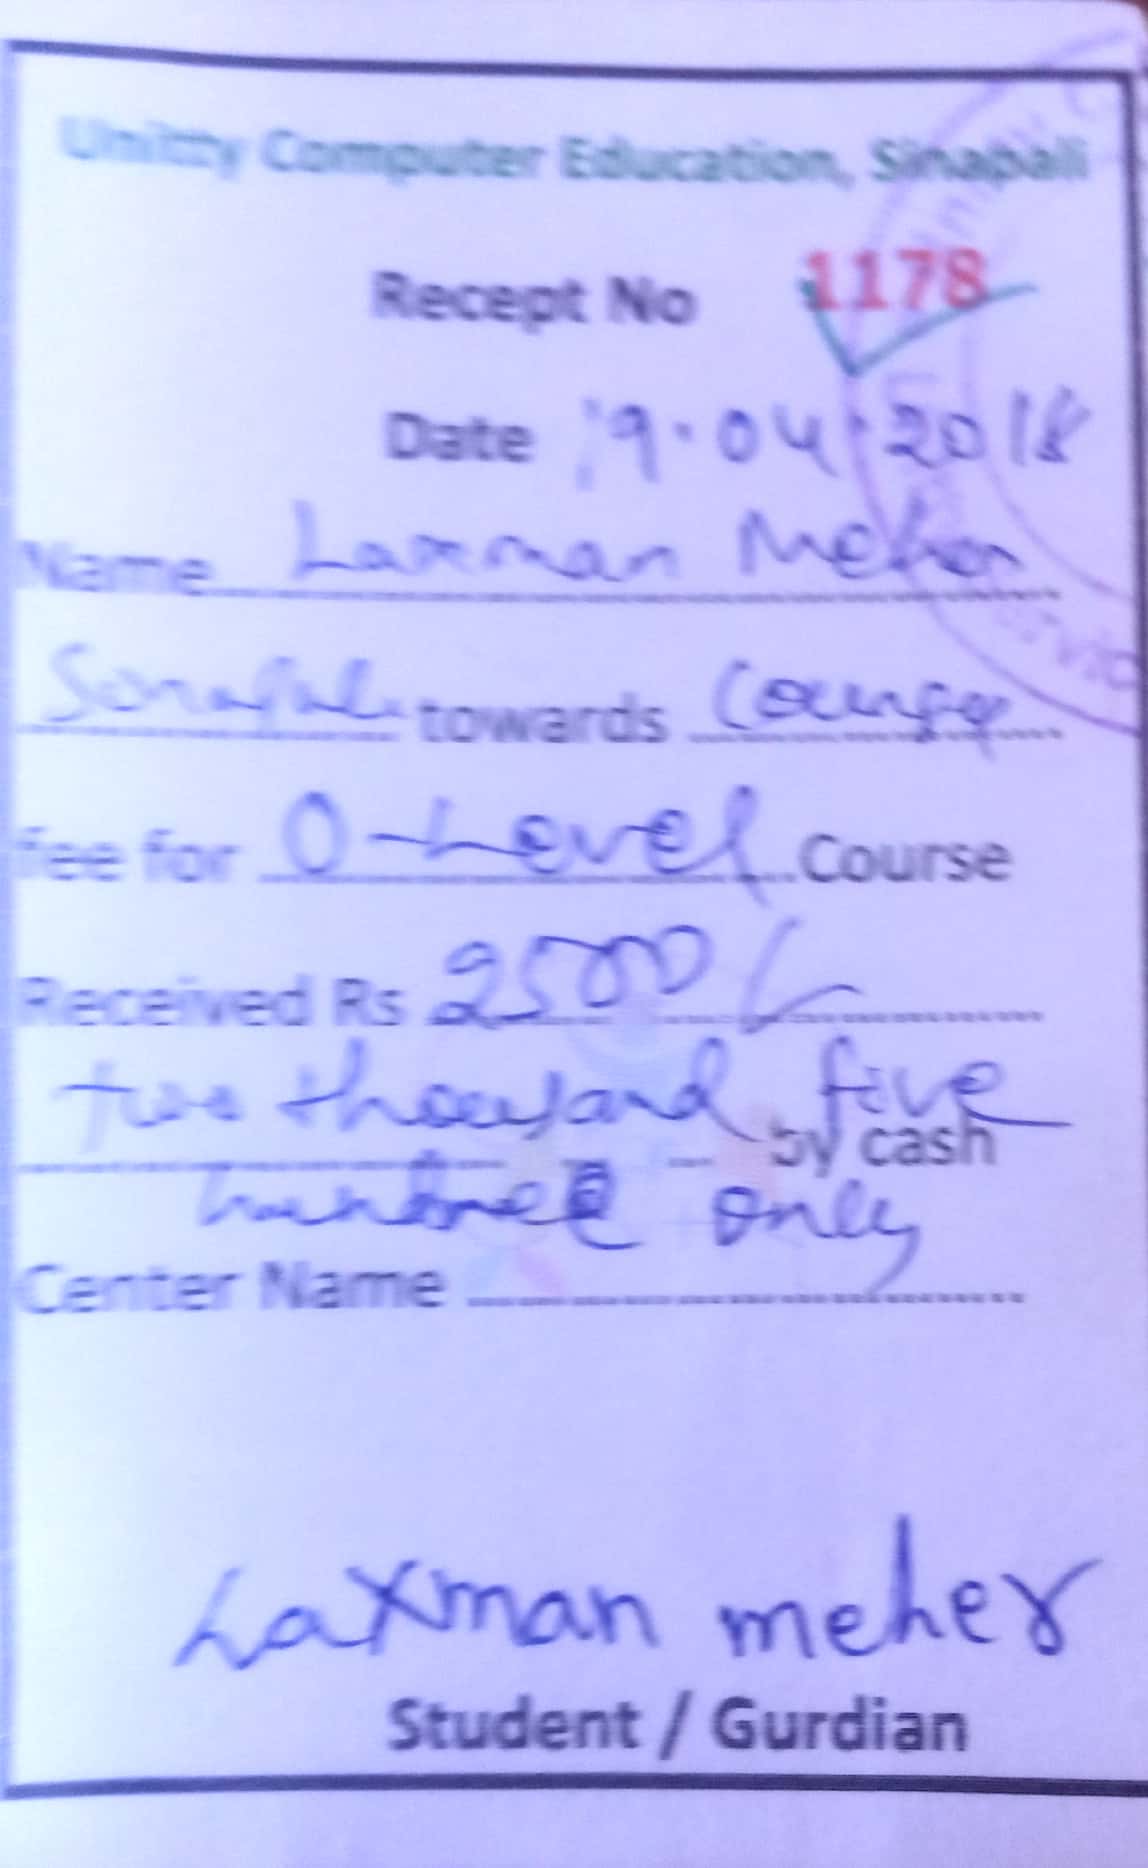 Unitty Computer Education, Sinapali
Recept No 1178
Date 19.04.2018
Name Laxman Meher
towards Course
fee for O-Level Course
Received Rs 2500/-
two thousand five
by cash
hundred only
Center Name
Laxman meher
Student / Gurdian